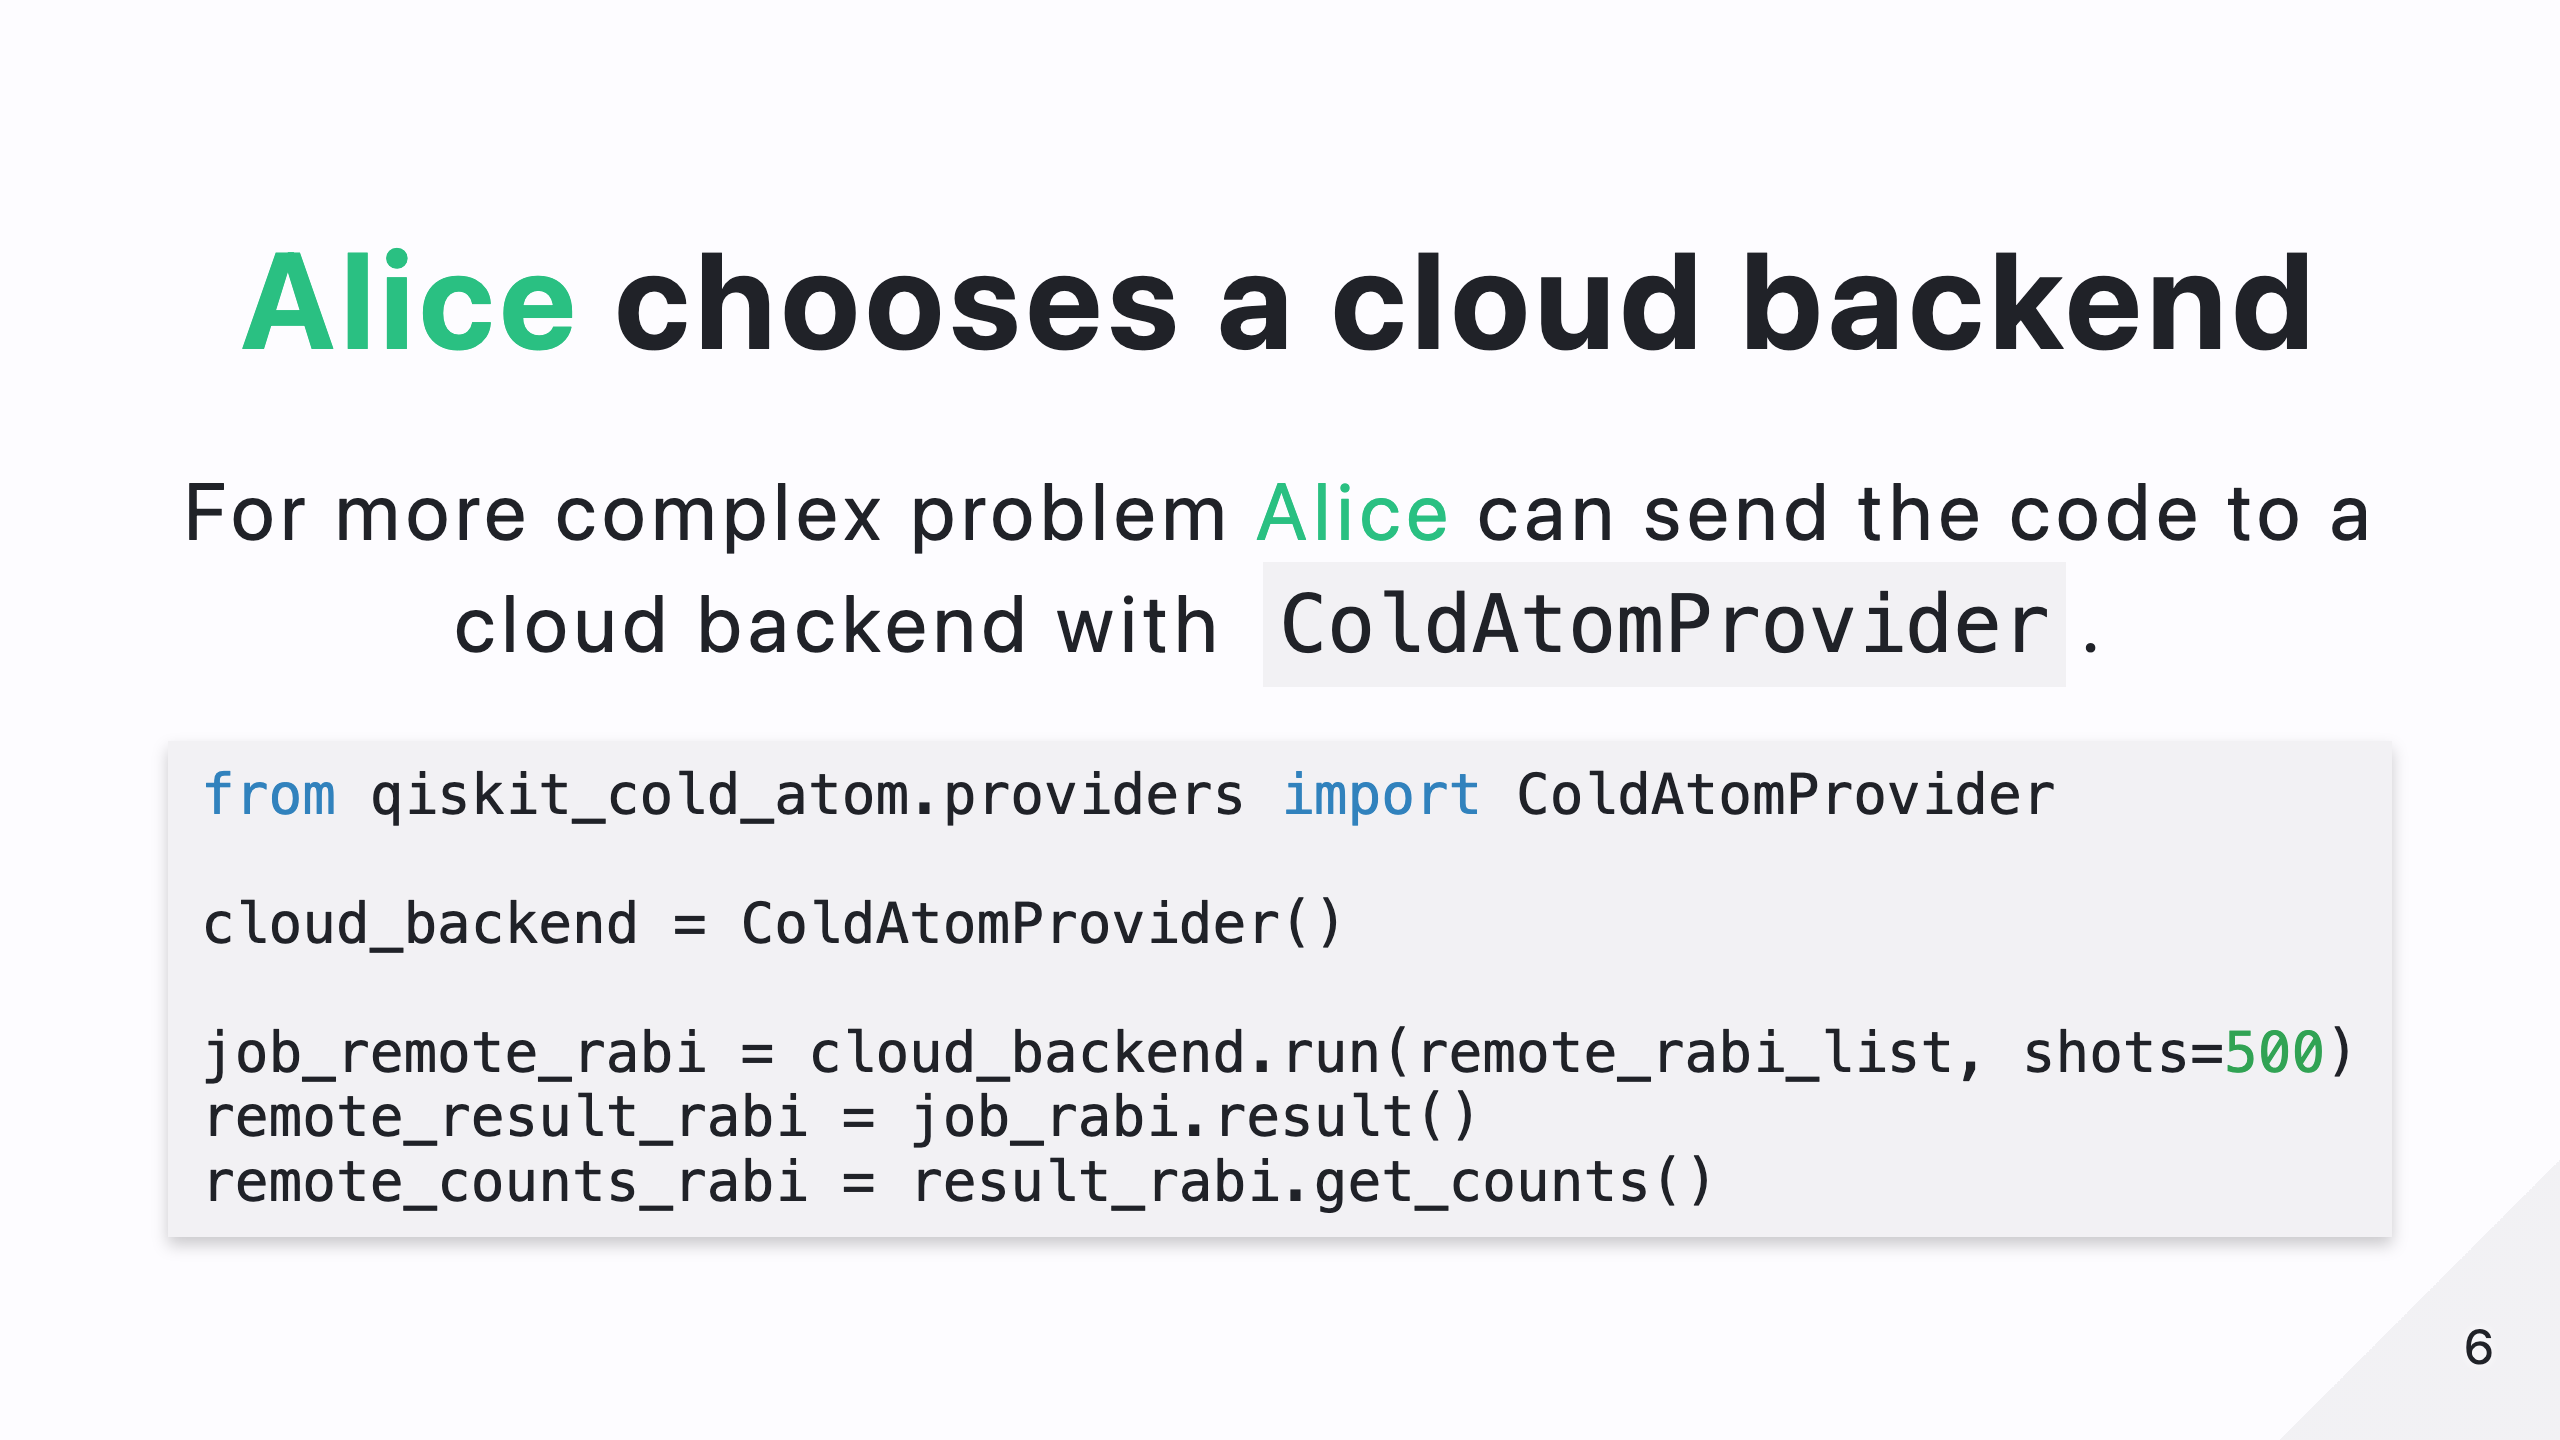 Alice chooses a cloud backend
For more complex problem Alice can send the code to a
cloud backend with ColdAtomProvider .
from qiskit_cold_atom.providers import ColdAtomProvider
cloud_backend = ColdAtomProvider()
job_remote_rabi = cloud_backend.run(remote_rabi_list, shots=500)
remote_result_rabi = job_rabi.result()
remote_counts_rabi = result_rabi.get_counts()
6